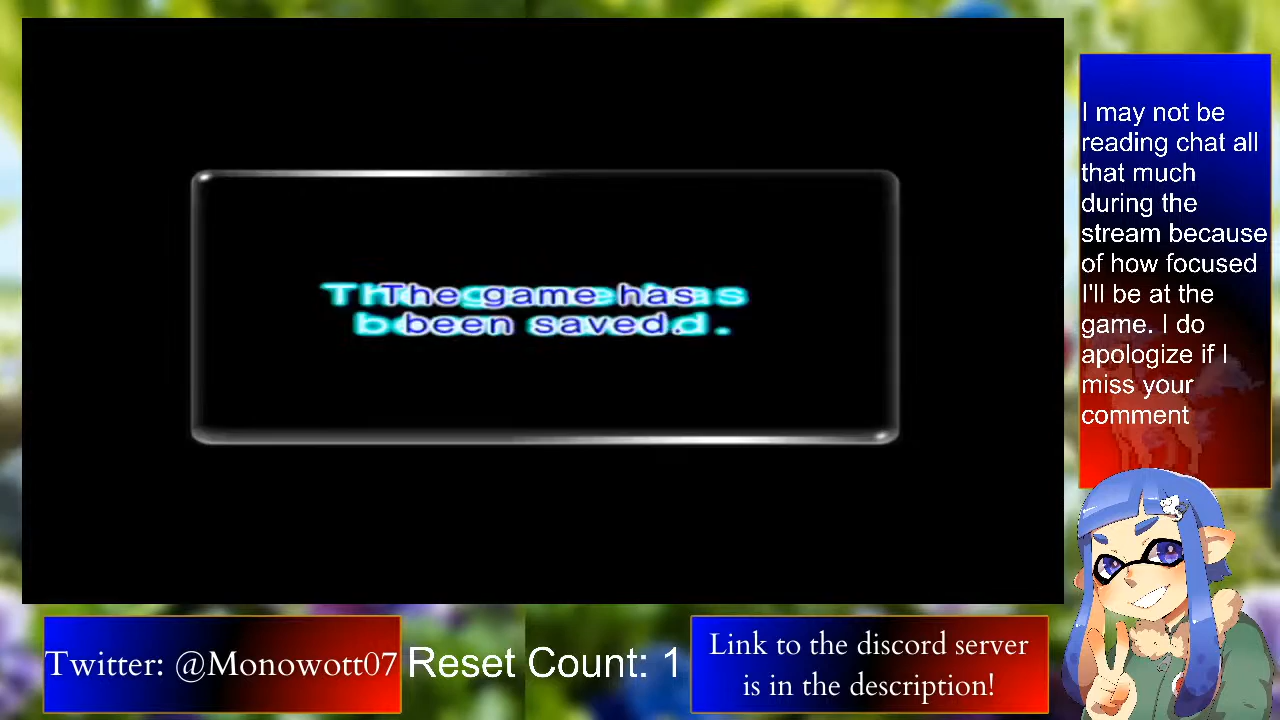 The game has
been saved.
I may not be
reading chat all
that much
during the
stream because
of how focused
I'll be at the
game. I do
apologize if I
miss your
comment
Twitter: @Monowott07
Reset Count: 1
Link to the discord server
is in the description!